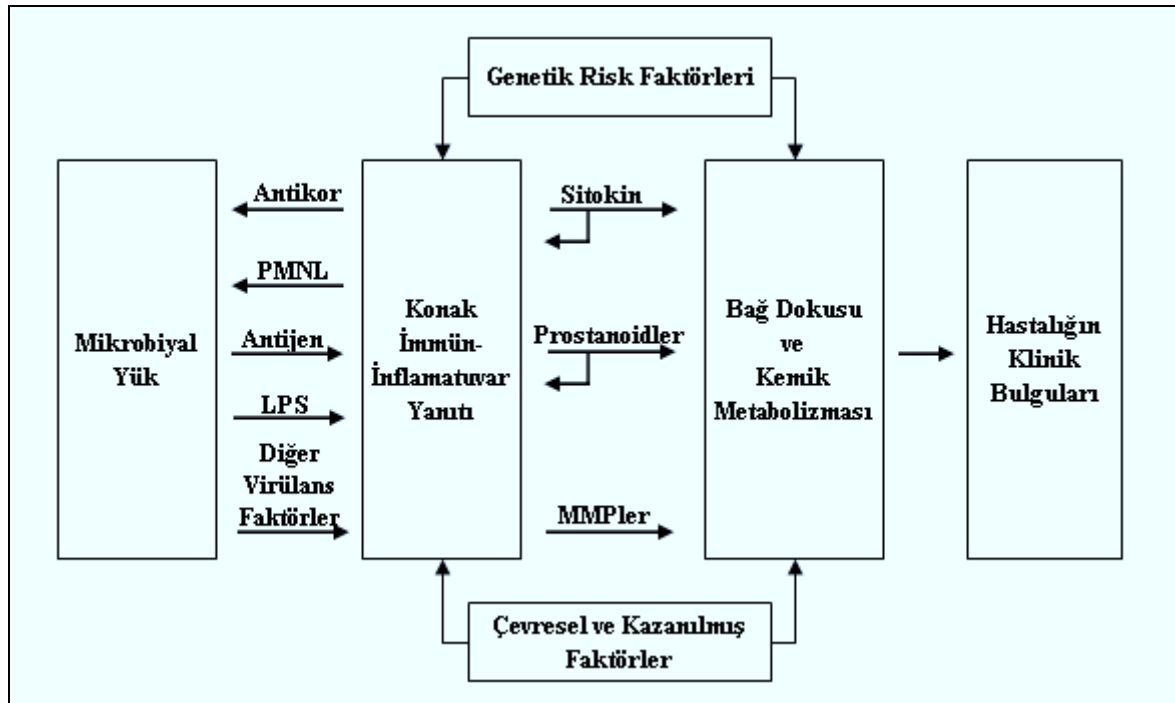 Genetik Risk Faktörleri
Mikrobiyal
Yük
Antikor
PMNL
Antijen
LPS
Diğer
Virülans
Faktörler
Konak
İmmün-
İnflamatuvar
Yanıtı
Sitokin
Prostanoidler
MMPler
Bağ Dokusu
ve
Kemik
Metabolizması
Hastalığın
Klinik
Bulguları
Çevresel ve Kazanılmış
Faktörler